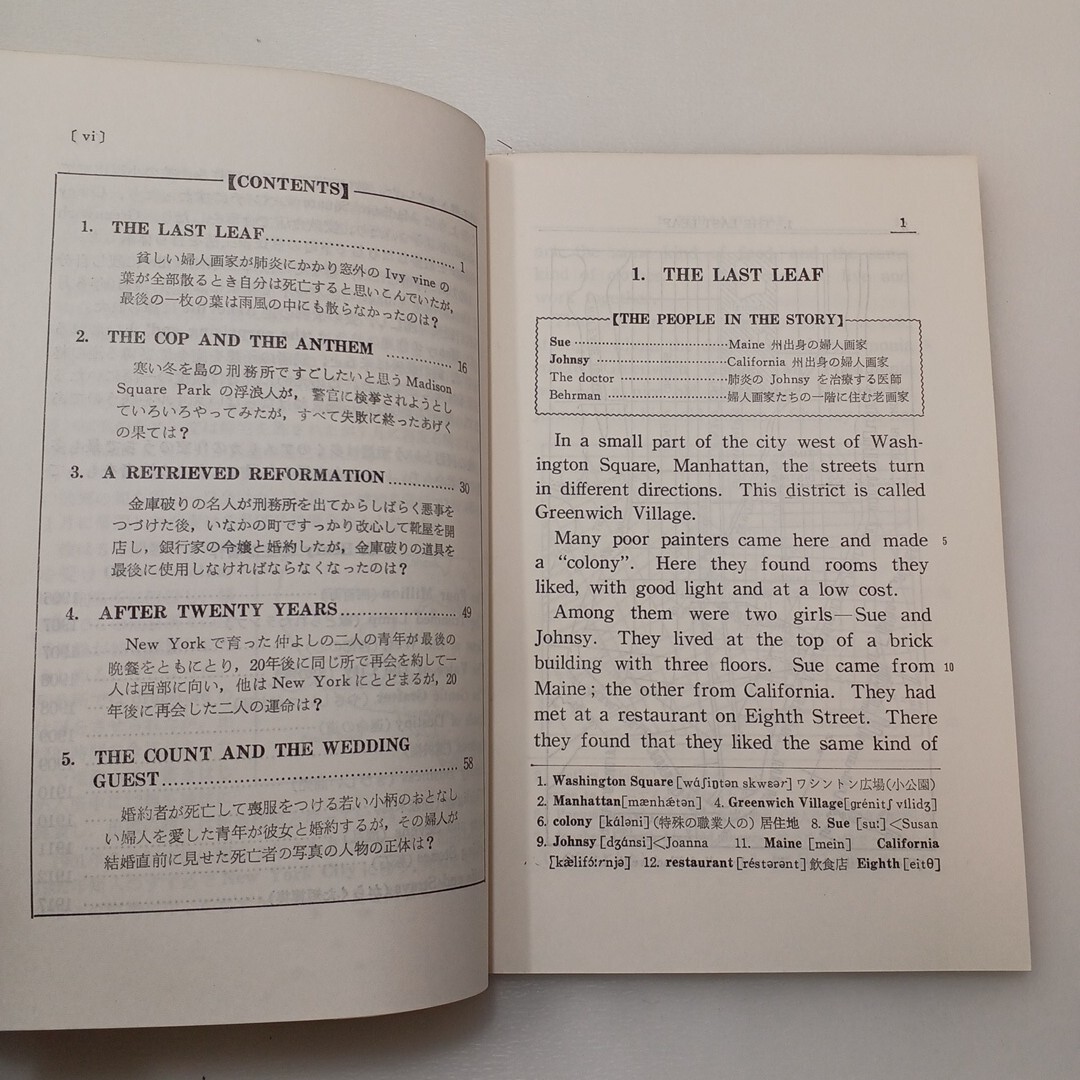 〔vi〕
【CONTENTS】
1. THE LAST LEAF.......................... 1
貧しい婦人画家が肺炎にかかり窓外の Ivy vine の
葉が全部散るとき自分は死亡すると思いこんでいたが，
最後の一枚の葉は雨風の中にも散らなかったのは？
2. THE COP AND THE ANTHEM .......... 16
寒い冬を島の刑務所ですごしたいと思う Madison
Square Park の浮浪人が，警官に検挙されようとし
ていろいろやってみたが，すべて失敗に終ったあげく
の果ては？
3. A RETRIEVED REFORMATION............ 30
金庫破りの名人が刑務所を出てからしばらく悪事を
つづけた後，いなかの町ですっかり改心して靴屋を開
店し，銀行家の令嬢と婚約したが，金庫破りの道具を
最後に使用しなければならなくなったのは？
4. AFTER TWENTY YEARS................... 49
New York で育った仲よしの二人の青年が最後の
晩餐をともにとり，20年後に同じ所で再会を約して一
人は西部に向い，他は New York にとどまるが，20
年後に再会した二人の運命は？
5. THE COUNT AND THE WEDDING
GUEST................................................ 58
婚約者が死亡して喪服をつける若い小柄のおとなし
い婦人を愛した青年が彼女と婚約するが，その婦人が
結婚直前に見せた死亡者の写真の人物の正体は？
1
1. THE LAST LEAF
【THE PEOPLE IN THE STORY】
Sue ..............................Maine 州出身の婦人画家
Johnsy ..........................California 州出身の婦人画家
The doctor .....................肺炎の Johnsy を治療する医師
Behrman ........................婦人画家たちの一階に住む老画家
In a small part of the city west of Wash-
ington Square, Manhattan, the streets turn
in different directions. This district is called
Greenwich Village.
Many poor painters came here and made 5
a “colony”. Here they found rooms they
liked, with good light and at a low cost.
Among them were two girls—Sue and
Johnsy. They lived at the top of a brick
building with three floors. Sue came from 10
Maine; the other from California. They had
met at a restaurant on Eighth Street. There
they found that they liked the same kind of
1. Washington Square [wάʃiŋtən skwεər] ワシントン広場(小公園)
2. Manhattan[mænhǽtən] 4. Greenwich Village[grénitʃ vílidʒ]
6. colony [kάləni] (特殊の職業人の) 居住地 8. Sue [su:]<Susan
9. Johnsy [dʒάnsi]<Joanna 11. Maine [mein] California
[kæ̀lifɔ́:rnjə] 12. restaurant [réstərənt] 飲食店 Eighth [eitθ]